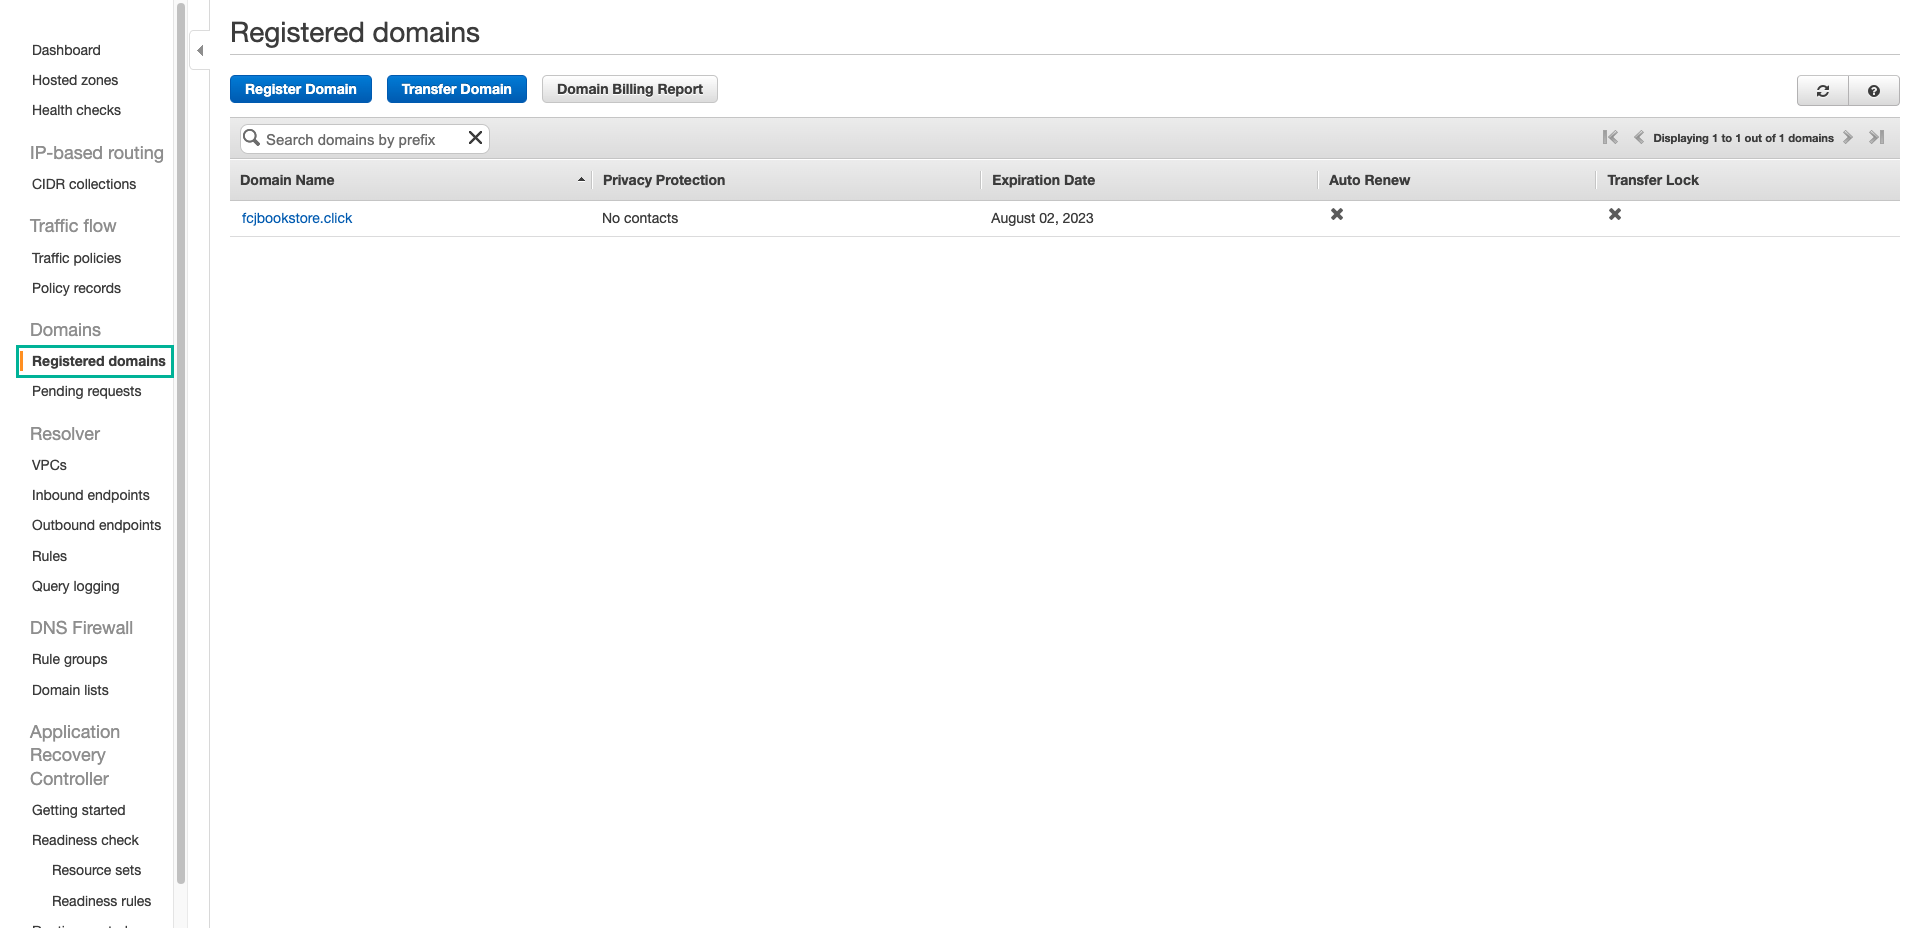 Dashboard
Hosted zones
Health checks
IP-based routing
CIDR collections
Traffic flow
Traffic policies
Policy records
Domains
Registered domains
Pending requests
Resolver
VPCs
Inbound endpoints
Outbound endpoints
Rules
Query logging
DNS Firewall
Rule groups
Domain lists
Application
Recovery
Controller
Getting started
Readiness check
Resource sets
Readiness rules
Registered domains
Register Domain Transfer Domain Domain Billing Report
Search domains by prefix
Displaying 1 to 1 out of 1 domains
Domain Name Privacy Protection Expiration Date Auto Renew Transfer Lock
fcjbookstore.click No contacts August 02, 2023